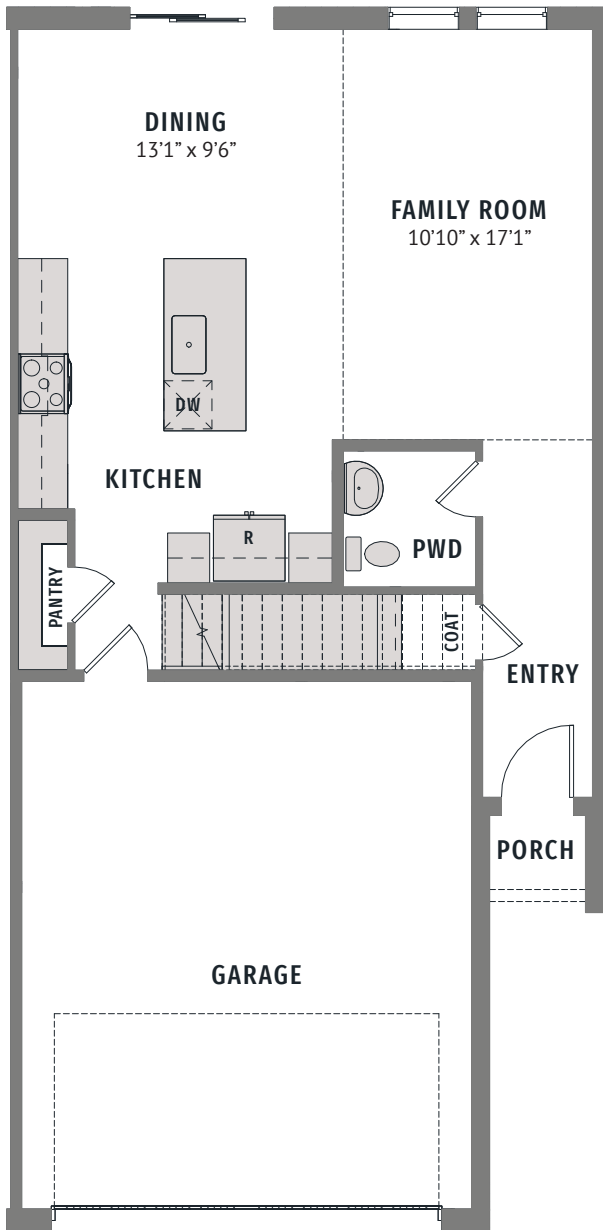 DINING
13'1” x 9'6”
FAMILY ROOM
10'10” x 17'1”
DW
KITCHEN
R
PWD
PANTRY
COAT
ENTRY
PORCH
GARAGE